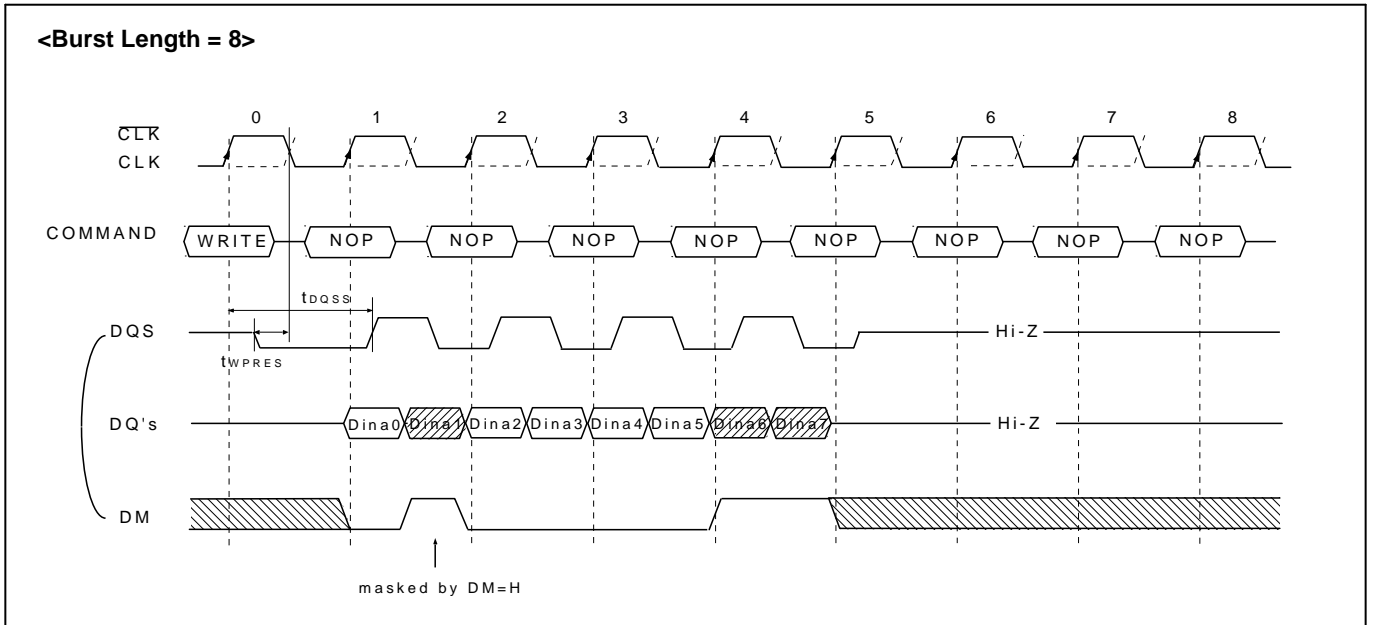 <Burst Length = 8>
0 1 2 3 4 5 6 7 8
CLK
CLK
COMMAND WRITE NOP NOP NOP NOP NOP NOP NOP NOP
tDQSS
DQS Hi-Z
tWPRES
DQ's Dina0 Dina1 Dina2 Dina3 Dina4 Dina5 Dina6 Dina7 Hi-Z
DM
masked by DM=H